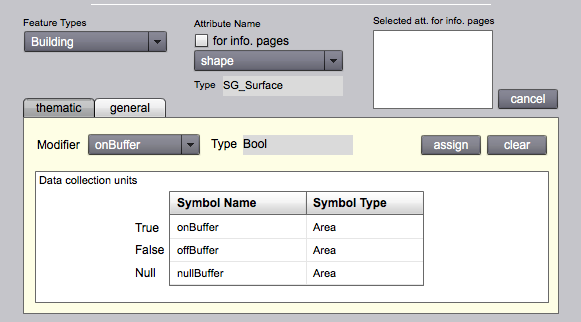 Feature Types
Attribute Name
Selected att. for info. pages
Building
for info. pages
shape
Type SG_Surface
cancel
thematic general
Modifier onBuffer Type Bool assign clear
Data collection units
Symbol Name Symbol Type
True onBuffer Area
False offBuffer Area
Null nullBuffer Area